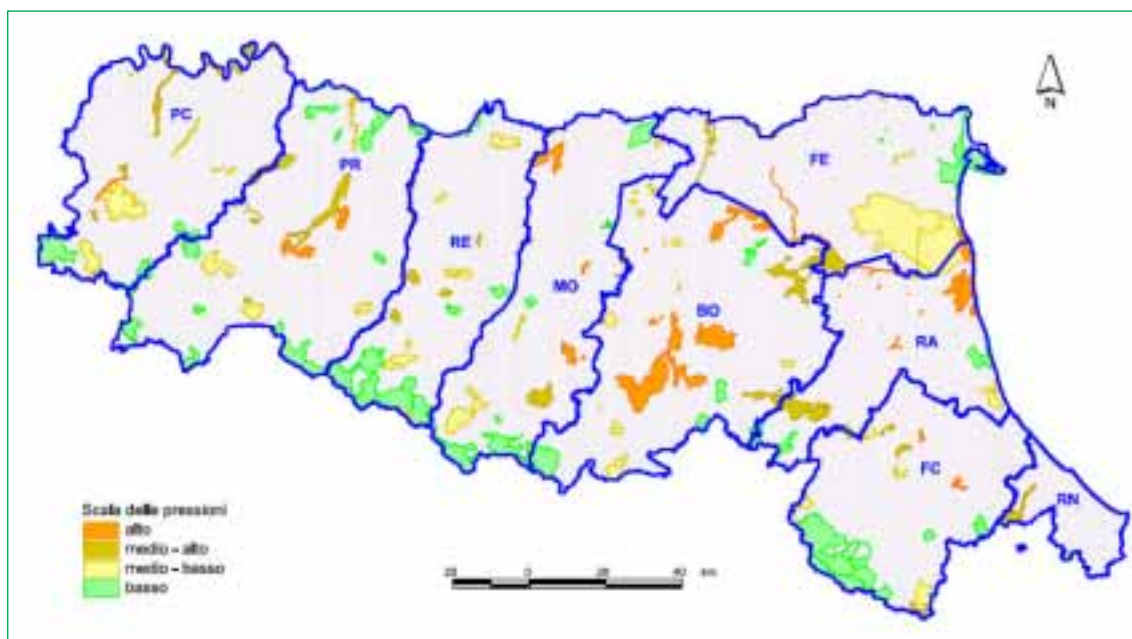 N
PC
PR
FE
RE
MO
BO
RA
FC
RN
Scala delle pressioni
alto
medio - alto
medio - basso
basso
20 0 20 40 km